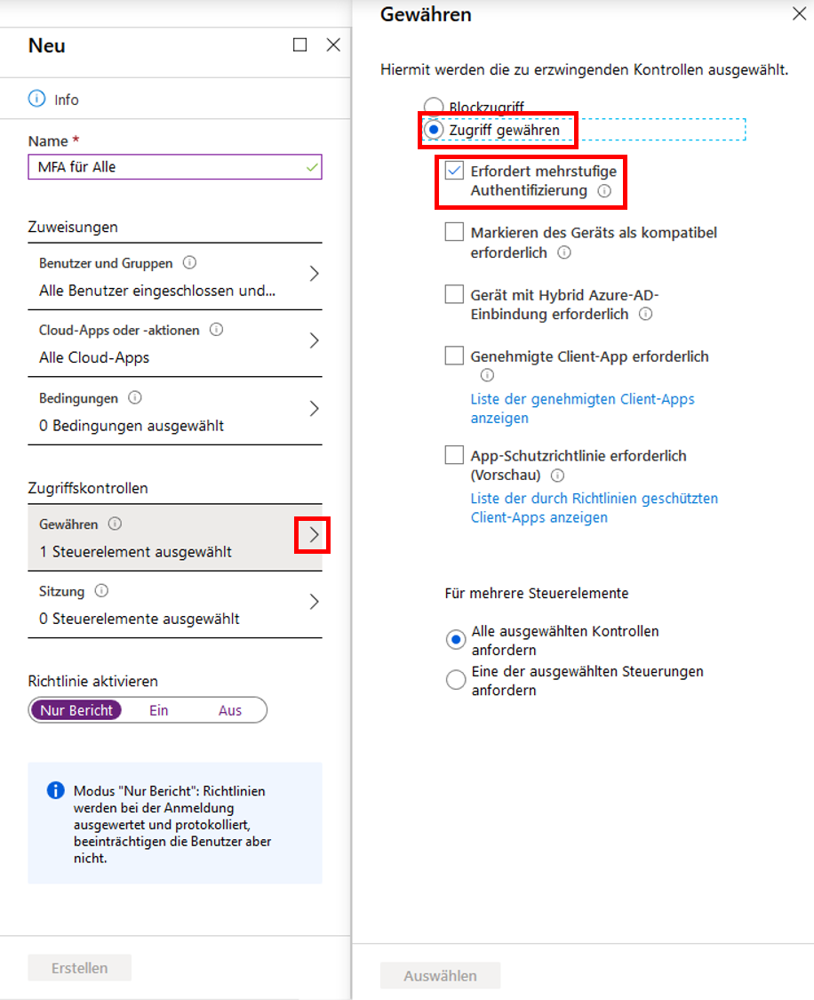 Neu
Info
Name *
MFA für Alle
Zuweisungen
Benutzer und Gruppen
Alle Benutzer eingeschlossen und...
Cloud-Apps oder -aktionen
Alle Cloud-Apps
Bedingungen
0 Bedingungen ausgewählt
Zugriffskontrollen
Gewähren
1 Steuerelement ausgewählt
Sitzung
0 Steuerelemente ausgewählt
Richtlinie aktivieren
Nur Bericht Ein Aus
Modus "Nur Bericht": Richtlinien
werden bei der Anmeldung
ausgewertet und protokolliert,
beeinträchtigen die Benutzer aber
nicht.
Erstellen
Gewähren
Hiermit werden die zu erzwingenden Kontrollen ausgewählt.
Blockzugriff
Zugriff gewähren
Erfordert mehrstufige
Authentifizierung
Markieren des Geräts als kompatibel
erforderlich
Gerät mit Hybrid Azure-AD-
Einbindung erforderlich
Genehmigte Client-App erforderlich
Liste der genehmigten Client-Apps
anzeigen
App-Schutzrichtlinie erforderlich
(Vorschau)
Liste der durch Richtlinien geschützten
Client-Apps anzeigen
Für mehrere Steuerelemente
Alle ausgewählten Kontrollen
anfordern
Eine der ausgewählten Steuerungen
anfordern
Auswählen